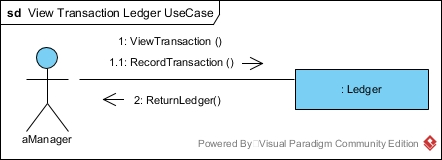 sd View Transaction Ledger UseCase
1: ViewTransaction ()
1.1: RecordTransaction ()
: Ledger
2: ReturnLedger()
aManager
Powered By Visual Paradigm Community Edition